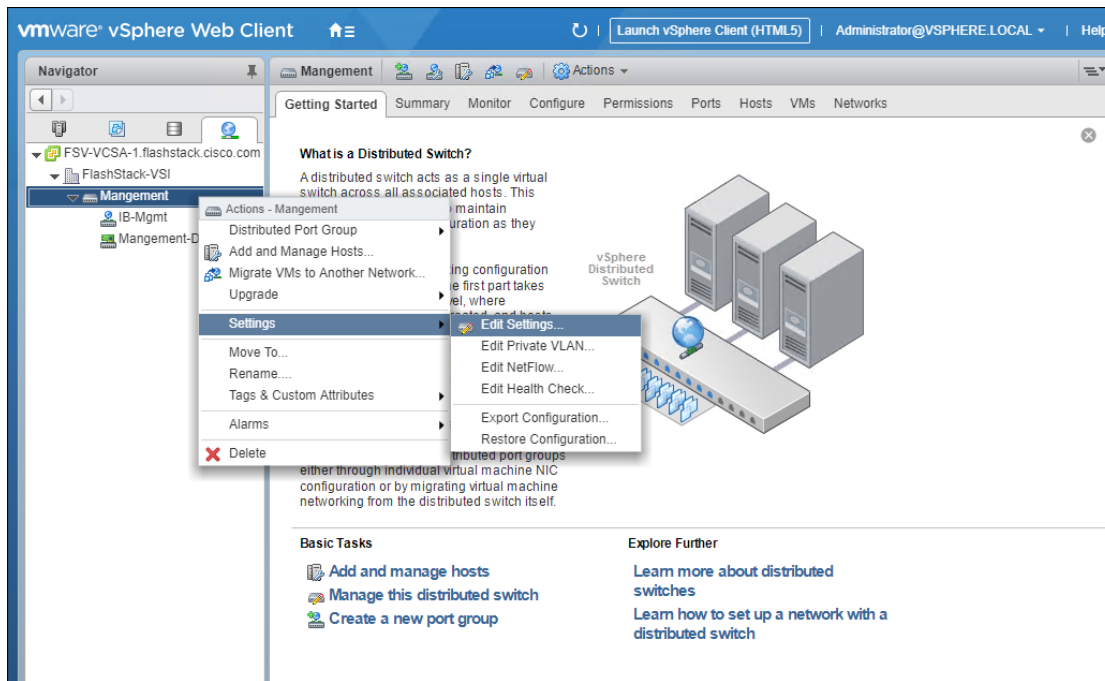 vmware® vSphere Web Client
Launch vSphere Client (HTML5)
Administrator@VSPHERE.LOCAL
Help
Navigator
Mangement
Actions
Getting Started
Summary
Monitor
Configure
Permissions
Ports
Hosts
VMs
Networks
FSV-VCSA-1.flashstack.cisco.com
FlashStack-VSI
Mangement
IB-Mgmt
Mangement-D
What is a Distributed Switch?
A distributed switch acts as a single virtual
switch across all associated hosts. This
maintain
uration as they
ing configuration
e first part takes
vel, where
tributed port groups
either through individual virtual machine NIC
configuration or by migrating virtual machine
networking from the distributed switch itself.
vSphere
Distributed
Switch
Actions - Mangement
Distributed Port Group
Add and Manage Hosts...
Migrate VMs to Another Network...
Upgrade
Settings
Move To...
Rename....
Tags & Custom Attributes
Alarms
Delete
Edit Settings...
Edit Private VLAN...
Edit NetFlow...
Edit Health Check...
Export Configuration...
Restore Configuration...
Basic Tasks
Add and manage hosts
Manage this distributed switch
Create a new port group
Explore Further
Learn more about distributed
switches
Learn how to set up a network with a
distributed switch